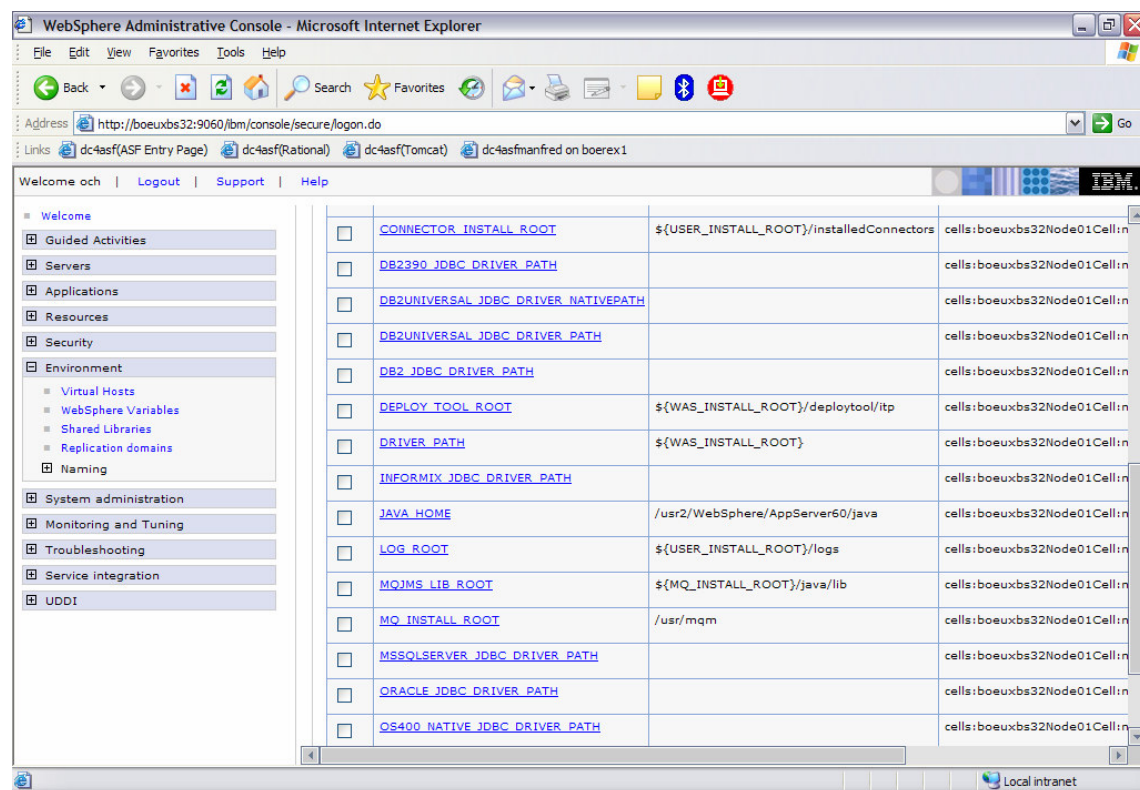 WebSphere Administrative Console - Microsoft Internet Explorer
File Edit View Favorites Tools Help
Back Search Favorites
Address http://boeuxbs32:9060/ibm/console/secure/logon.do Go
Links dc4asf(ASF Entry Page) dc4asf(Rational) dc4asf(Tomcat) dc4asfmanfred on boerex1
Welcome och | Logout | Support | Help IBM.
Welcome
Guided Activities
Servers
Applications
Resources
Security
Environment
Virtual Hosts
WebSphere Variables
Shared Libraries
Replication domains
Naming
System administration
Monitoring and Tuning
Troubleshooting
Service integration
UDDI
CONNECTOR_INSTALL_ROOT ${USER_INSTALL_ROOT}/installedConnectors cells:boeuxbs32Node01Cell:n
DB2390_JDBC_DRIVER_PATH cells:boeuxbs32Node01Cell:n
DB2UNIVERSAL_JDBC_DRIVER_NATIVEPATH cells:boeuxbs32Node01Cell:n
DB2UNIVERSAL_JDBC_DRIVER_PATH cells:boeuxbs32Node01Cell:n
DB2_JDBC_DRIVER_PATH cells:boeuxbs32Node01Cell:n
DEPLOY_TOOL_ROOT ${WAS_INSTALL_ROOT}/deploytool/itp cells:boeuxbs32Node01Cell:n
DRIVER_PATH ${WAS_INSTALL_ROOT} cells:boeuxbs32Node01Cell:n
INFORMIX_JDBC_DRIVER_PATH cells:boeuxbs32Node01Cell:n
JAVA_HOME /usr2/WebSphere/AppServer60/java cells:boeuxbs32Node01Cell:n
LOG_ROOT ${USER_INSTALL_ROOT}/logs cells:boeuxbs32Node01Cell:n
MQJMS_LIB_ROOT ${MQ_INSTALL_ROOT}/java/lib cells:boeuxbs32Node01Cell:n
MQ_INSTALL_ROOT /usr/mqm cells:boeuxbs32Node01Cell:n
MSSQLSERVER_JDBC_DRIVER_PATH cells:boeuxbs32Node01Cell:n
ORACLE_JDBC_DRIVER_PATH cells:boeuxbs32Node01Cell:n
OS400_NATIVE_JDBC_DRIVER_PATH cells:boeuxbs32Node01Cell:n
Local intranet